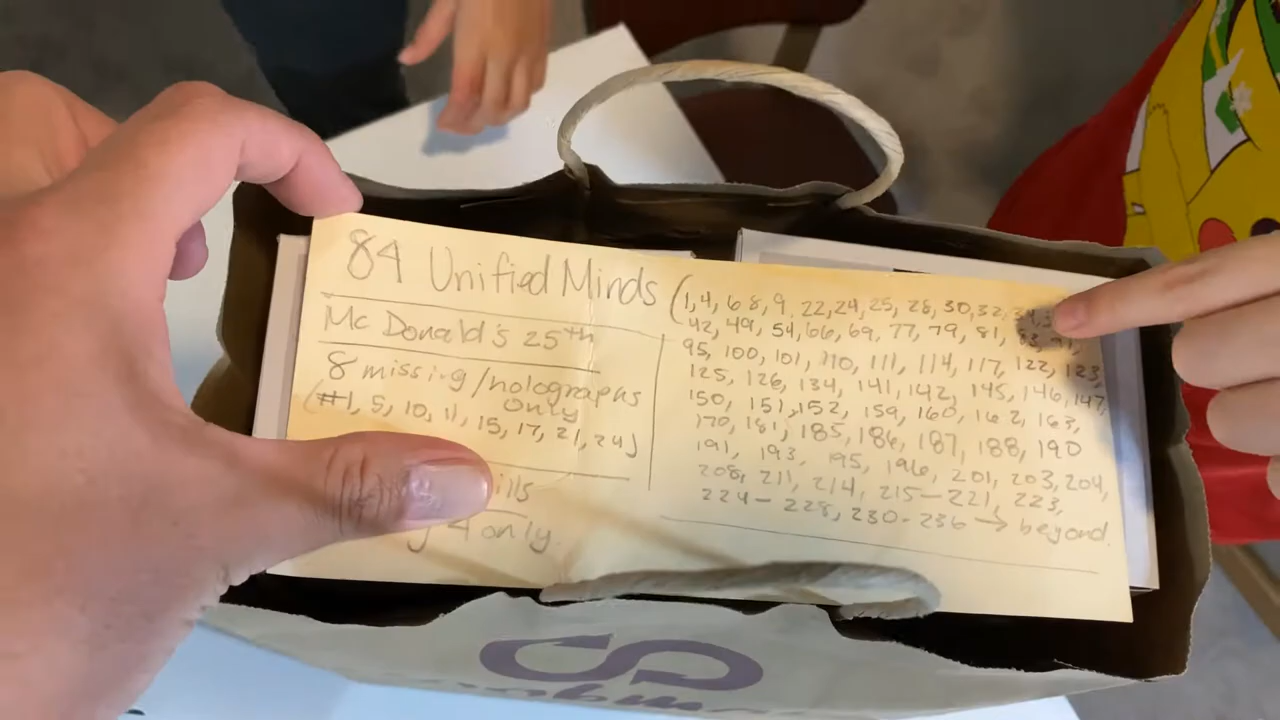 84 Unified Minds
Mc Donald's 25th
8 missing/holographs
only
(#1, 5, 10, 11, 15, 17, 21, 24)
4 only.
(1,4, 6 8, 9, 22, 24, 25, 28, 30, 32,
42, 49, 54, 66, 69, 77, 79, 81,
95, 100, 101, 110, 111, 114, 117, 122, 123,
125, 126, 134, 141, 142, 145, 146, 147,
150, 151, 152, 159, 160, 162, 163,
170, 181, 185, 186, 187, 188, 190
191, 193, 195, 196, 201, 203, 204,
208, 211, 214, 215-221, 223,
224-228, 230-236 → beyond.